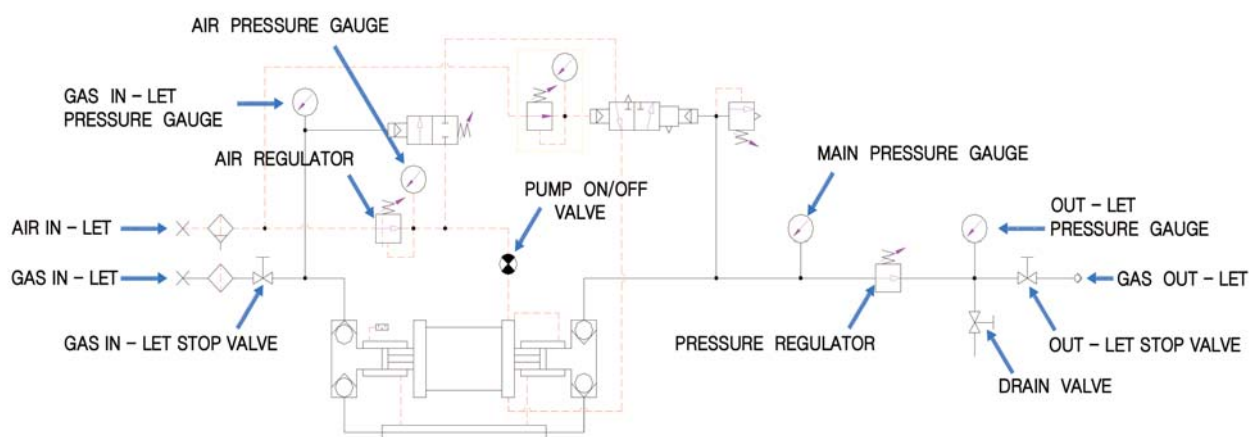 AIR PRESSURE GAUGE
GAS IN-LET
PRESSURE GAUGE
AIR REGULATOR
MAIN PRESSURE GAUGE
PUMP ON/OFF
VALVE
OUT-LET
PRESSURE GAUGE
AIR IN-LET
GAS IN-LET
GAS OUT-LET
GAS IN-LET STOP VALVE
PRESSURE REGULATOR
OUT-LET STOP VALVE
DRAIN VALVE